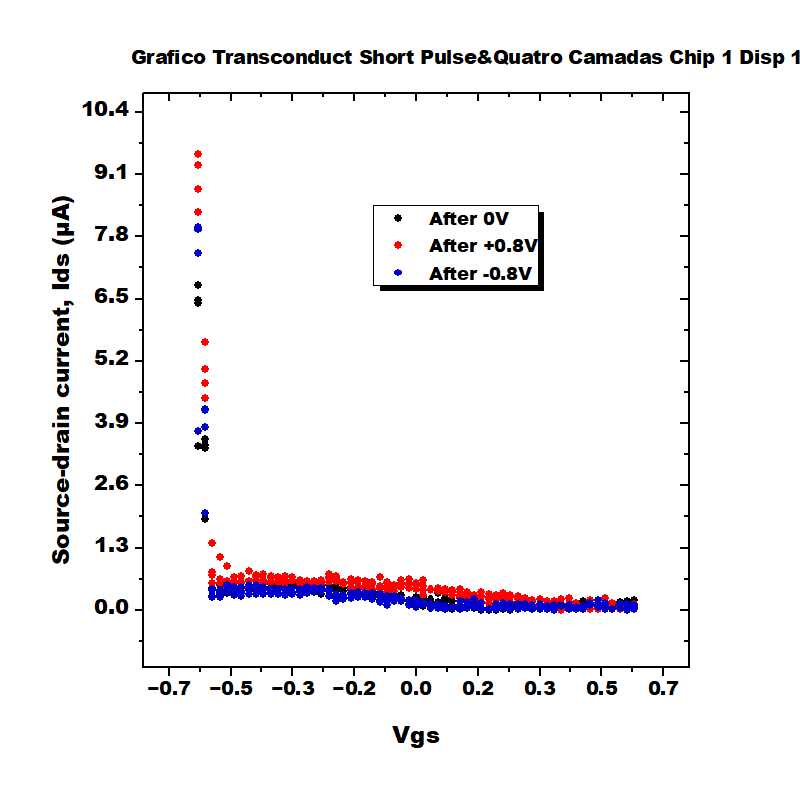 Grafico Transconduct Short Pulse&Quatro Camadas Chip 1 Disp 1
10.4
9.1
7.8
6.5
5.2
3.9
2.6
1.3
0.0
Source-drain current, Ids (µA)
After 0V
After +0.8V
After -0.8V
−0.7 −0.5 −0.3 −0.2 0.0 0.2 0.3 0.5 0.7
Vgs